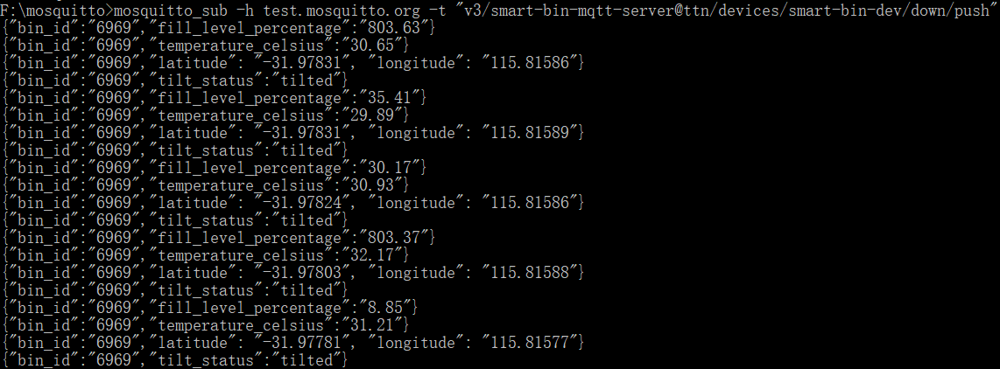 F:\mosquitto>mosquitto_sub -h test.mosquitto.org -t "v3/smart-bin-mqtt-server@ttn/devices/smart-bin-dev/down/push"
{"bin_id":"6969","fill_level_percentage":"803.63"}
{"bin_id":"6969","temperature_celsius":"30.65"}
{"bin_id":"6969","latitude": "-31.97831", "longitude": "115.81586"}
{"bin_id":"6969","tilt_status":"tilted"}
{"bin_id":"6969","fill_level_percentage":"35.41"}
{"bin_id":"6969","temperature_celsius":"29.89"}
{"bin_id":"6969","latitude": "-31.97831", "longitude": "115.81589"}
{"bin_id":"6969","tilt_status":"tilted"}
{"bin_id":"6969","fill_level_percentage":"30.17"}
{"bin_id":"6969","temperature_celsius":"30.93"}
{"bin_id":"6969","latitude": "-31.97824", "longitude": "115.81586"}
{"bin_id":"6969","tilt_status":"tilted"}
{"bin_id":"6969","fill_level_percentage":"803.37"}
{"bin_id":"6969","temperature_celsius":"32.17"}
{"bin_id":"6969","latitude": "-31.97803", "longitude": "115.81588"}
{"bin_id":"6969","tilt_status":"tilted"}
{"bin_id":"6969","fill_level_percentage":"8.85"}
{"bin_id":"6969","temperature_celsius":"31.21"}
{"bin_id":"6969","latitude": "-31.97781", "longitude": "115.81577"}
{"bin_id":"6969","tilt_status":"tilted"}